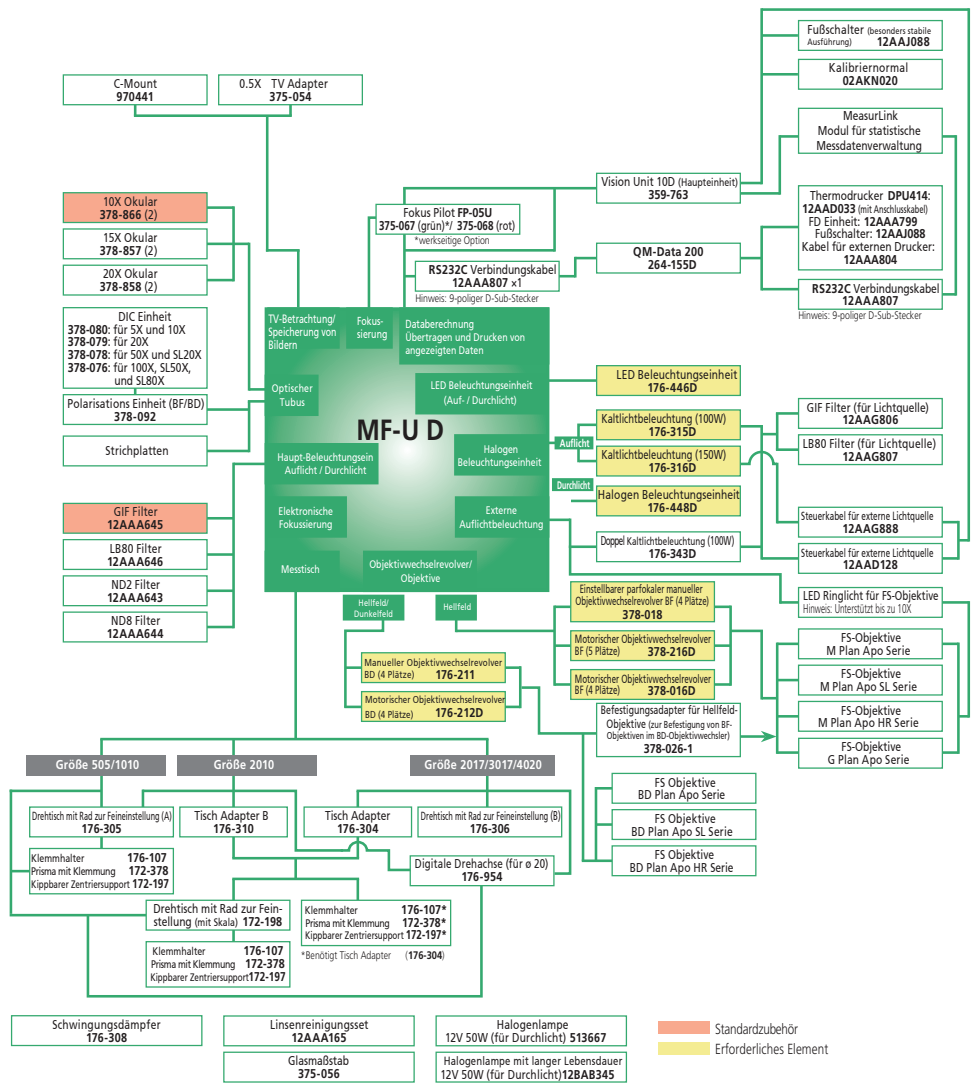 Fußschalter (besonders stabile
Ausführung) 12AAJ088
Kalibriernormal
02AKN020
C-Mount
970441
0.5X TV Adapter
375-054
MeasurLink
Modul für statistische
Messdatenverwaltung
Vision Unit 10D (Haupteinheit)
359-763
10X Okular
378-866 (2)
15X Okular
378-857 (2)
20X Okular
378-858 (2)
Fokus Pilot FP-05U
375-067 (grün)*/ 375-068 (rot)
*werkseitige Option
Thermodrucker DPU414:
12AAD033 (mit Anschlusskabel)
FD Einheit: 12AAA799
Fußschalter: 12AAJ088
Kabel für externen Drucker:
12AAA804
QM-Data 200
264-155D
RS232C Verbindungskabel
12AAA807 ×1
Hinweis: 9-poliger D-Sub-Stecker
RS232C Verbindungskabel
12AAA807
Hinweis: 9-poliger D-Sub-Stecker
DIC Einheit
378-080: für 5X und 10X
378-079: für 20X
378-078: für 50X und SL20X
378-076: für 100X, SL50X,
und SL80X
Polarisations Einheit (BF/BD)
378-092
Strichplatten
TV-Betrachtung/
Speicherung von
Bildern
Fokus-
sierung
Databerechnung
Übertragen und Drucken von
angezeigten Daten
Optischer
Tubus
LED Beleuchtungseinheit
(Auf- / Durchlicht)
MF-U D
Haupt-Beleuchtungsein
Auflicht / Durchlicht
Halogen
Beleuchtungseinheit
Elektronische
Fokussierung
Externe
Auflichtbeleuchtung
Messtisch
Objektivwechselrevolver/
Objektive
LED Beleuchtungseinheit
176-446D
Auflicht
Kaltlichtbeleuchtung (100W)
176-315D
Kaltlichtbeleuchtung (150W)
176-316D
Durchlicht
Halogen Beleuchtungseinheit
176-448D
Doppel Kaltlichtbeleuchtung (100W)
176-343D
GIF Filter (für Lichtquelle)
12AAG806
LB80 Filter (für Lichtquelle)
12AAG807
Steuerkabel für externe Lichtquelle
12AAG888
Steuerkabel für externe Lichtquelle
12AAD128
LED Ringlicht für FS-Objektive
Hinweis: Unterstützt bis zu 10X
GIF Filter
12AAA645
LB80 Filter
12AAA646
ND2 Filter
12AAA643
ND8 Filter
12AAA644
Hellfeld/
Dunkelfeld
Hellfeld
Einstellbarer parfokaler manueller
Objektivwechselrevolver BF (4 Plätze)
378-018
Motorischer Objektivwechselrevolver
BF (5 Plätze) 378-216D
Motorischer Objektivwechselrevolver
BF (4 Plätze) 378-016D
Manueller Objektivwechselrevolver
BD (4 Plätze) 176-211
Motorischer Objektivwechselrevolver
BD (4 Plätze) 176-212D
Befestigungsadapter für Hellfeld-
Objektive (zur Befestigung von BF-
Objektiven im BD-Objektivwechsler)
378-026-1
FS-Objektive
M Plan Apo Serie
FS-Objektive
M Plan Apo SL Serie
FS-Objektive
M Plan Apo HR Serie
FS-Objektive
G Plan Apo Serie
FS Objektive
BD Plan Apo Serie
FS Objektive
BD Plan Apo SL Serie
FS Objektive
BD Plan Apo HR Serie
Größe 505/1010
Größe 2010
Größe 2017/3017/4020
Drehtisch mit Rad zur Feineinstellung (A)
176-305
Tisch Adapter B
176-310
Tisch Adapter
176-304
Drehtisch mit Rad zur Feineinstellung (B)
176-306
Klemmhalter 176-107
Prisma mit Klemmung 172-378
Kippbarer Zentriersupport 172-197
Digitale Drehachse (für ø 20)
176-954
Drehtisch mit Rad zur Fein-
stellung (mit Skala) 172-198
Klemmhalter 176-107*
Prisma mit Klemmung 172-378*
Kippbarer Zentriersupport 172-197*
*Benötigt Tisch Adapter (176-304)
Klemmhalter 176-107
Prisma mit Klemmung 172-378
Kippbarer Zentriersupport172-197
Schwingungsdämpfer
176-308
Linsenreinigungsset
12AAA165
Glasmaßstab
375-056
Halogenlampe
12V 50W (für Durchlicht) 513667
Halogenlampe mit langer Lebensdauer
12V 50W (für Durchlicht)12BAB345
Standardzubehör
Erforderliches Element